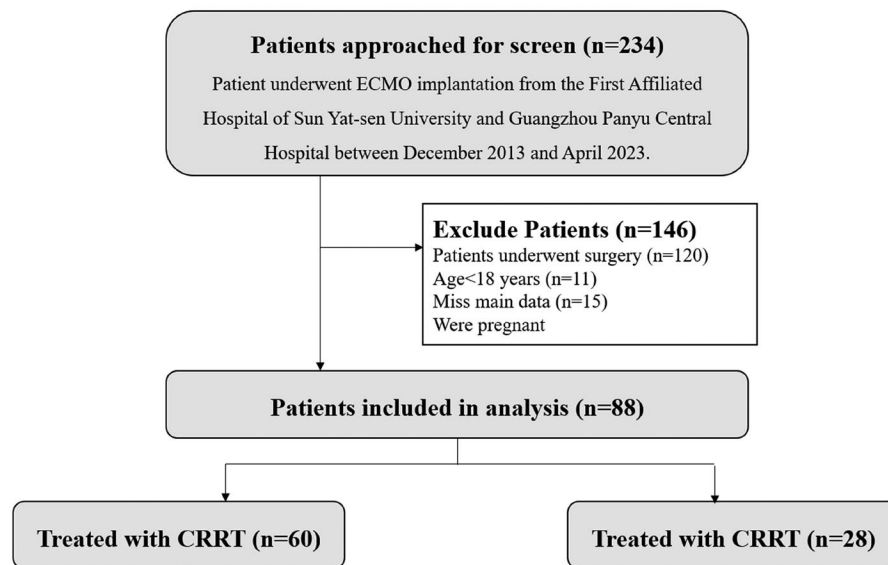 Patients approached for screen (n=234)
Patient underwent ECMO implantation from the First Affiliated
Hospital of Sun Yat-sen University and Guangzhou Panyu Central
Hospital between December 2013 and April 2023.
Exclude Patients (n=146)
Patients underwent surgery (n=120)
Age<18 years (n=11)
Miss main data (n=15)
Were pregnant
Patients included in analysis (n=88)
Treated with CRRT (n=60)
Treated with CRRT (n=28)